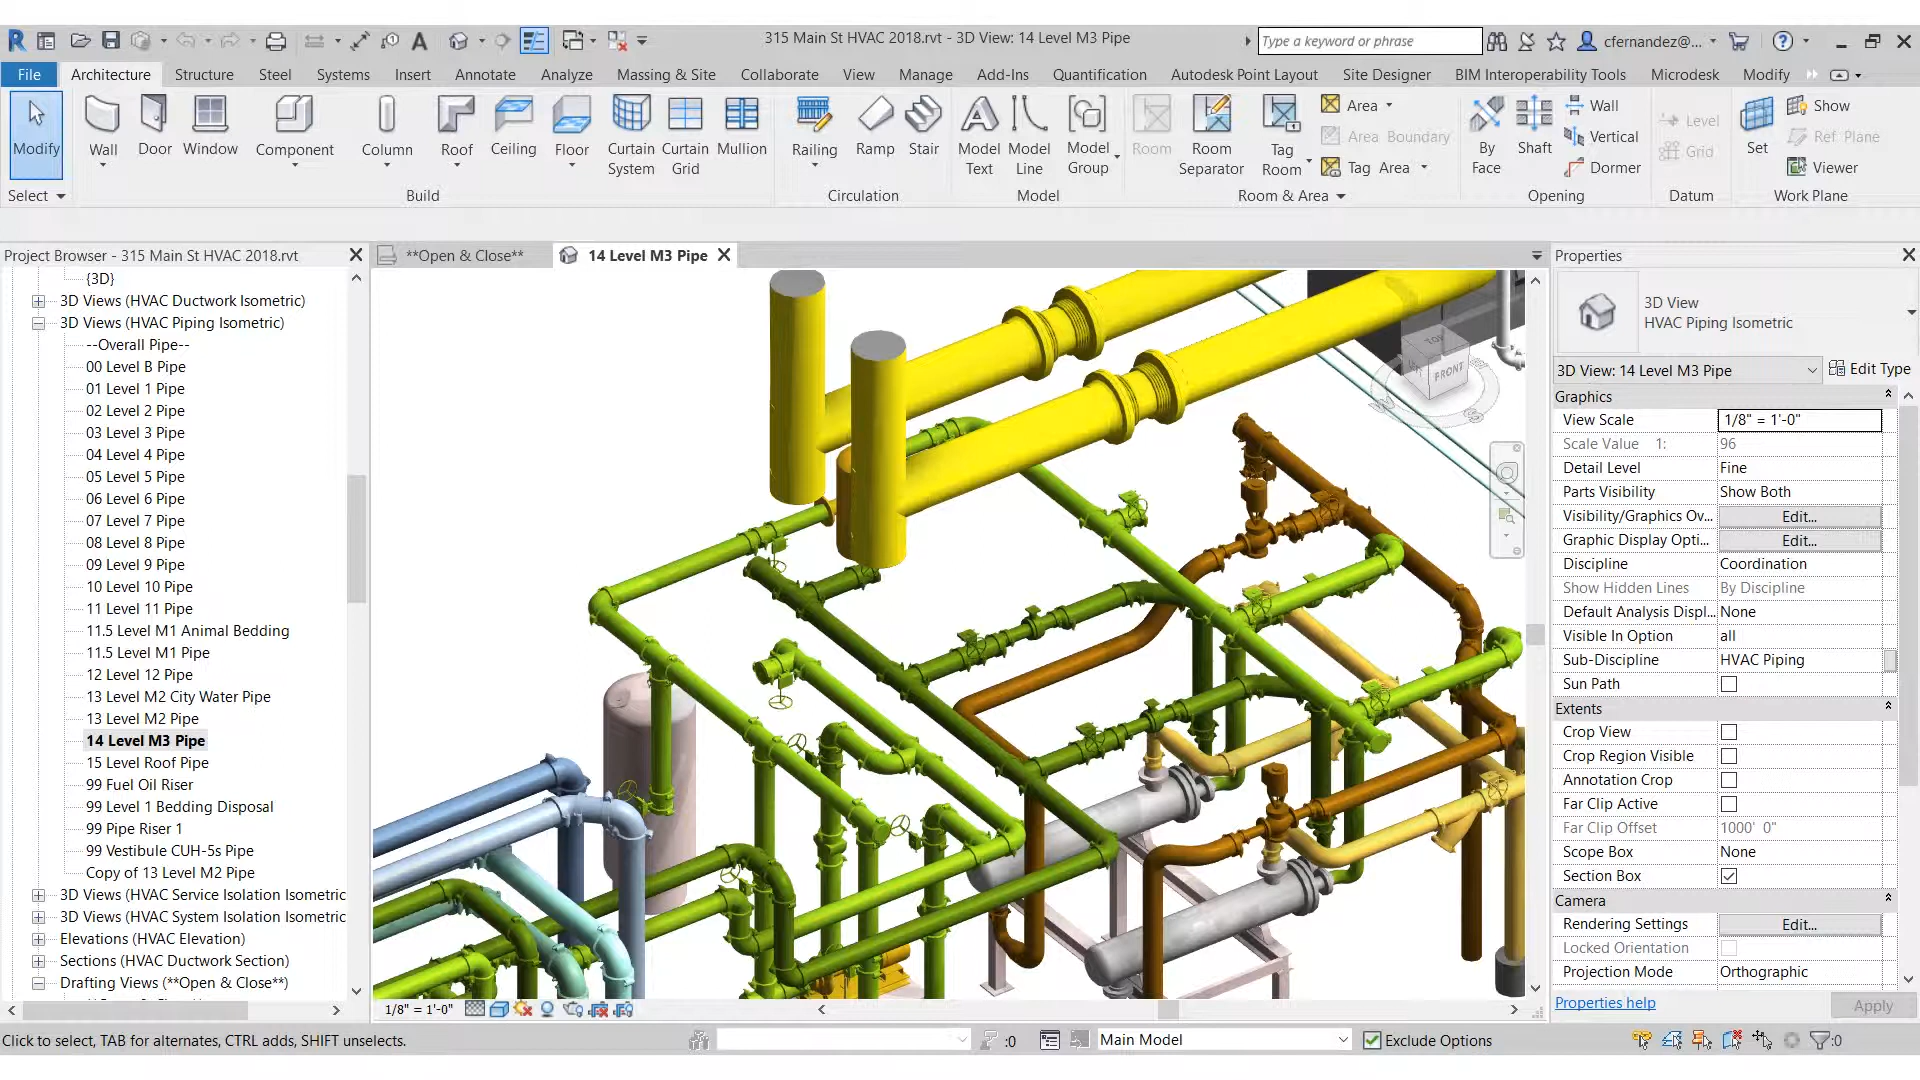 315 Main St HVAC 2018.rvt - 3D View: 14 Level M3 Pipe
Type a keyword or phrase
cfernandez@...
File Architecture Structure Steel Systems Insert Annotate Analyze Massing & Site Collaborate View Manage Add-Ins Quantification Autodesk Point Layout Site Designer BIM Interoperability Tools Microdesk Modify
Modify
Wall
Door
Window
Component
Column
Roof
Ceiling
Floor
Curtain System
Curtain Grid
Mullion
Railing
Ramp
Stair
Model Text
Model Line
Model Group
Room
Room Separator
Tag Room
Area
Area Boundary
Tag Area
By Face
Shaft
Wall
Vertical
Dormer
Level
Grid
Set
Show
Ref Plane
Viewer
Select Build Circulation Model Room & Area Opening Datum Work Plane
Project Browser - 315 Main St HVAC 2018.rvt
{3D}
3D Views (HVAC Ductwork Isometric)
3D Views (HVAC Piping Isometric)
--Overall Pipe--
00 Level B Pipe
01 Level 1 Pipe
02 Level 2 Pipe
03 Level 3 Pipe
04 Level 4 Pipe
05 Level 5 Pipe
06 Level 6 Pipe
07 Level 7 Pipe
08 Level 8 Pipe
09 Level 9 Pipe
10 Level 10 Pipe
11 Level 11 Pipe
11.5 Level M1 Animal Bedding
11.5 Level M1 Pipe
12 Level 12 Pipe
13 Level M2 City Water Pipe
13 Level M2 Pipe
14 Level M3 Pipe
15 Level Roof Pipe
99 Fuel Oil Riser
99 Level 1 Bedding Disposal
99 Pipe Riser 1
99 Vestibule CUH-5s Pipe
Copy of 13 Level M2 Pipe
3D Views (HVAC Service Isolation Isometric
3D Views (HVAC System Isolation Isometric
Elevations (HVAC Elevation)
Sections (HVAC Ductwork Section)
Drafting Views (**Open & Close**)
**Open & Close**
14 Level M3 Pipe
TOP
FRONT
W
S
1/8" = 1'-0"
Properties
3D View
HVAC Piping Isometric
3D View: 14 Level M3 Pipe Edit Type
Graphics
View Scale 1/8" = 1'-0"
Scale Value 1: 96
Detail Level Fine
Parts Visibility Show Both
Visibility/Graphics Ov... Edit...
Graphic Display Opti... Edit...
Discipline Coordination
Show Hidden Lines By Discipline
Default Analysis Displ... None
Visible In Option all
Sub-Discipline HVAC Piping
Sun Path
Extents
Crop View
Crop Region Visible
Annotation Crop
Far Clip Active
Far Clip Offset 1000' 0"
Scope Box None
Section Box
Camera
Rendering Settings Edit...
Locked Orientation
Projection Mode Orthographic
Properties help Apply
Click to select, TAB for alternates, CTRL adds, SHIFT unselects.
:0
Main Model
Exclude Options
:0